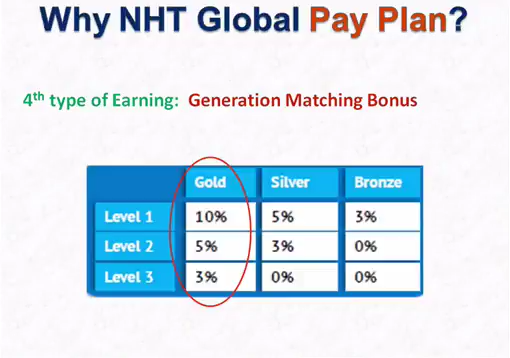 Why NHT Global Pay Plan?
4th type of Earning: Generation Matching Bonus
Gold Silver Bronze
Level 1 10% 5% 3%
Level 2 5% 3% 0%
Level 3 3% 0% 0%